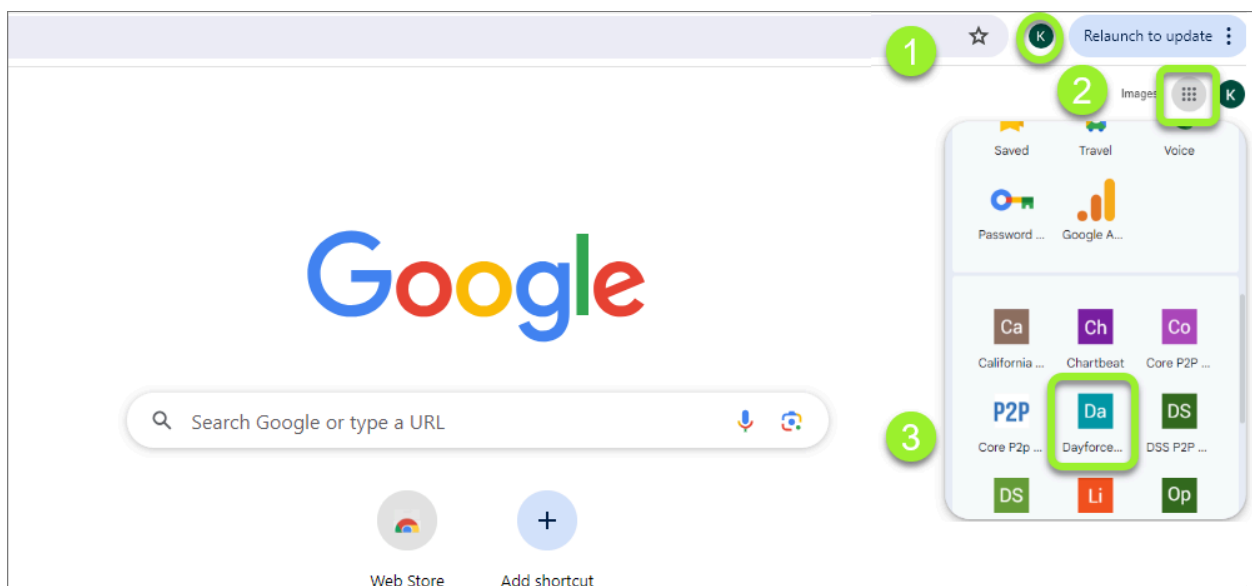 1
K
Relaunch to update
2
Images
K
Saved
Travel
Voice
Password ...
Google A...
Google
Ca
Ch
Co
California ...
Chartbeat
Core P2P ...
Search Google or type a URL
3
P2P
Da
DS
Core P2p ...
Dayforce...
DSS P2P ...
DS
Li
Op
Web Store
Add shortcut